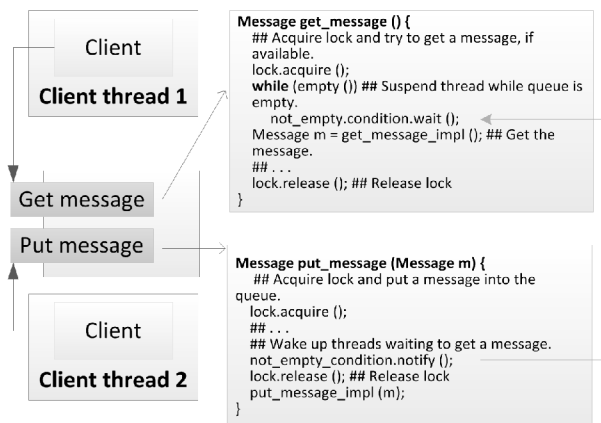 Client
Client thread 1
Get message
Put message
Client
Client thread 2
Message get_message () {
## Acquire lock and try to get a message, if
available.
lock.acquire ();
while (empty ()) ## Suspend thread while queue is
empty.
not_empty.condition.wait ();
Message m = get_message_impl (); ## Get the
message.
## . . .
lock.release (); ## Release lock
}
Message put_message (Message m) {
## Acquire lock and put a message into the
queue.
lock.acquire ();
## . . .
## Wake up threads waiting to get a message.
not_empty_condition.notify ();
lock.release (); ## Release lock
put_message_impl (m);
}